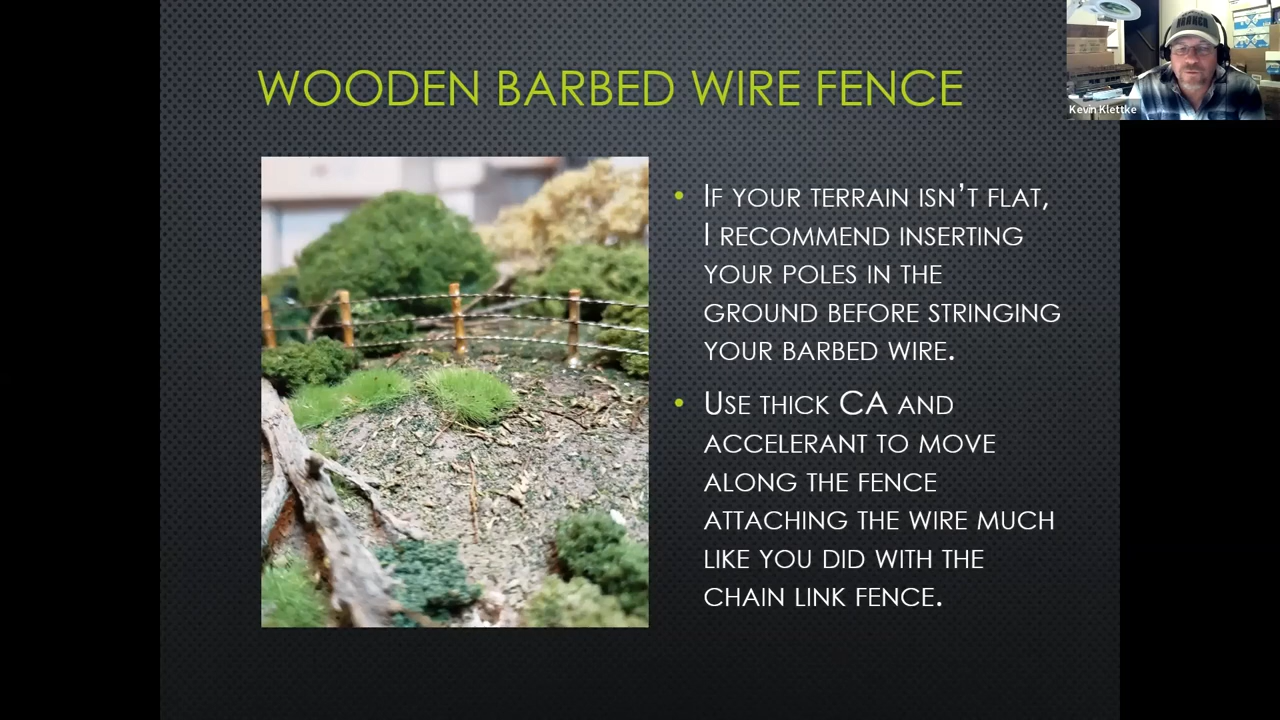 WOODEN BARBED WIRE FENCE
Kevin Klettke
• IF YOUR TERRAIN ISN'T FLAT,
I RECOMMEND INSERTING
YOUR POLES IN THE
GROUND BEFORE STRINGING
YOUR BARBED WIRE.
• USE THICK CA AND
ACCELERANT TO MOVE
ALONG THE FENCE
ATTACHING THE WIRE MUCH
LIKE YOU DID WITH THE
CHAIN LINK FENCE.